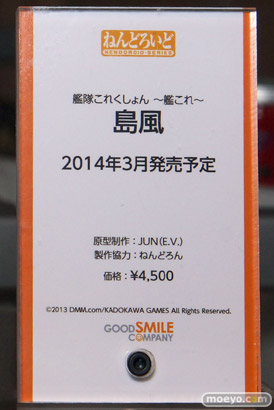 ねんどろいど
NENDOROID SERIES
艦隊これくしょん ～艦これ～
島風
2014年3月発売予定
原型制作：JUN(E.V.)
製作協力：ねんどろん
価格：¥4,500
©2013 DMM.com/KADOKAWA GAMES All Rights Reserved.
GOOD SMILE
COMPANY
moeyo.com